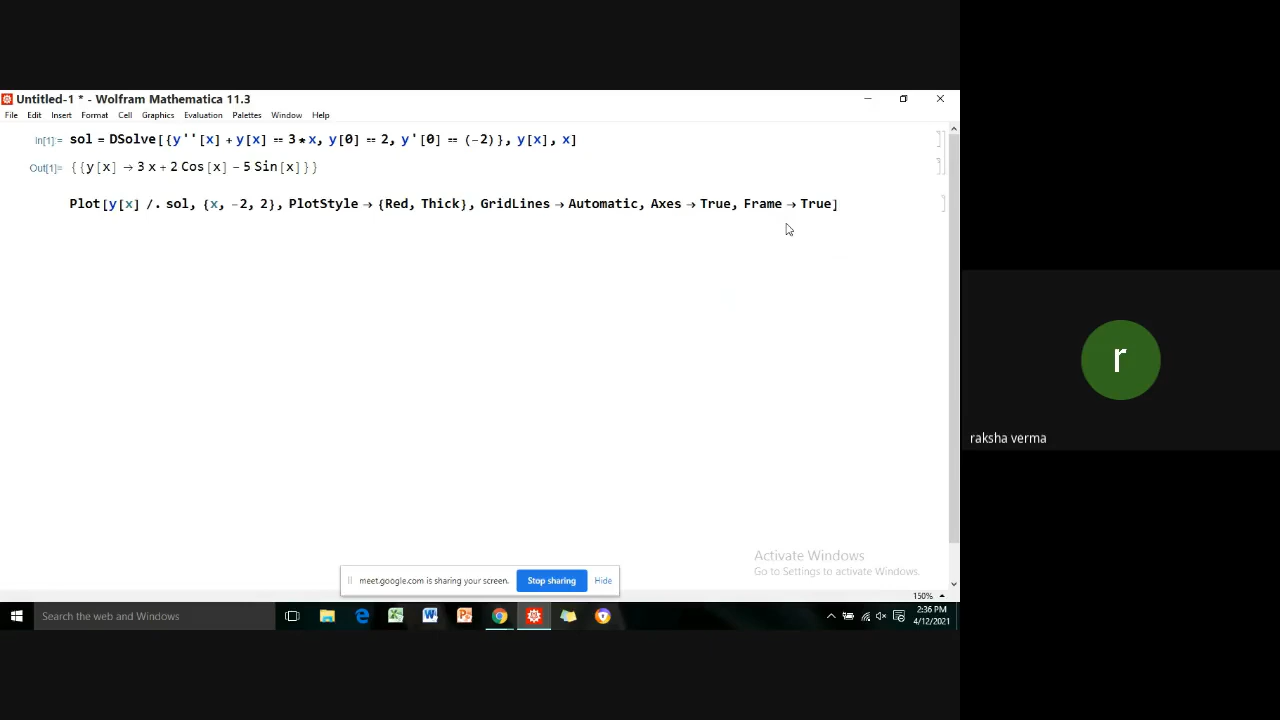 Untitled-1 * - Wolfram Mathematica 11.3
File Edit Insert Format Cell Graphics Evaluation Palettes Window Help
In[1]:= sol = DSolve[{y''[x] + y[x] == 3*x, y[0] == 2, y'[0] == (-2)}, y[x], x]
Out[1]= {{y[x] → 3 x + 2 Cos[x] - 5 Sin[x]}}
Plot[y[x] /. sol, {x, -2, 2}, PlotStyle → {Red, Thick}, GridLines → Automatic, Axes → True, Frame → True]
r
raksha verma
Activate Windows
Go to Settings to activate Windows.
meet.google.com is sharing your screen. Stop sharing Hide
150%
Search the web and Windows
2:36 PM
4/12/2021